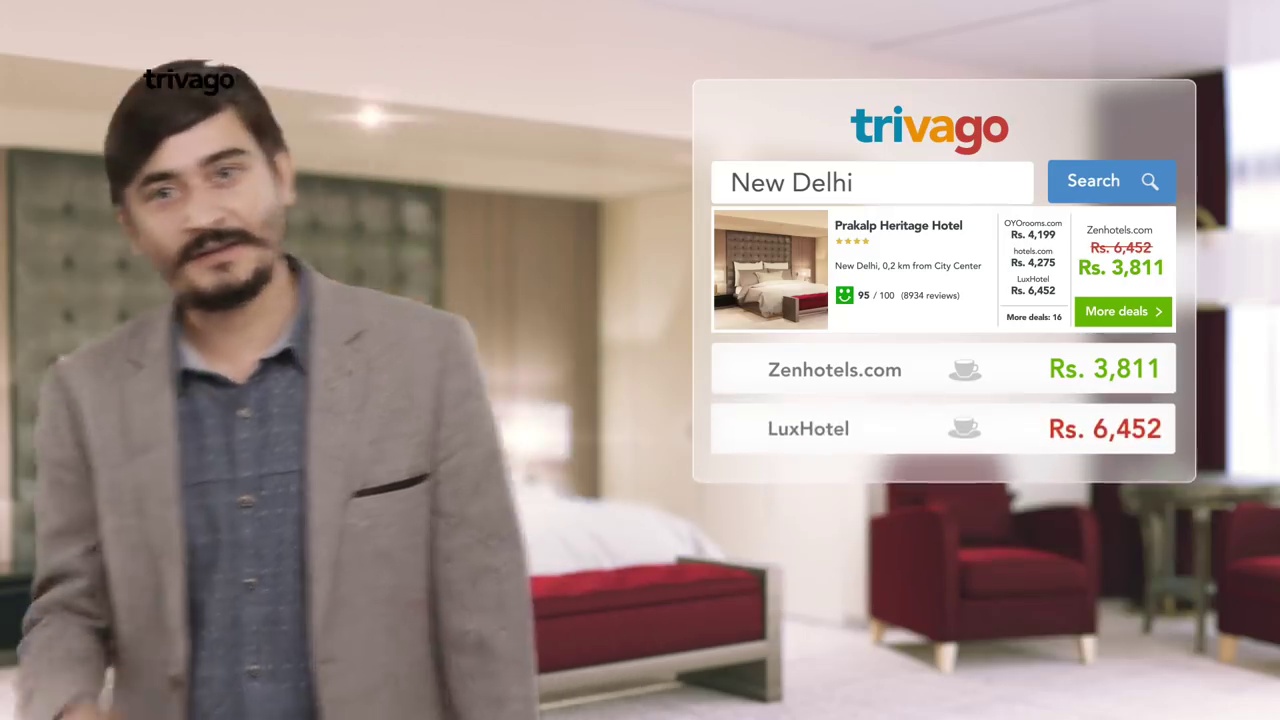 trivago
trivago
New Delhi
Search
Prakalp Heritage Hotel
New Delhi, 0,2 km from City Center
95 / 100 (8934 reviews)
OYOrooms.com
Rs. 4,199
hotels.com
Rs. 4,275
LuxHotel
Rs. 6,452
More deals: 16
Zenhotels.com
Rs. 6,452
Rs. 3,811
More deals >
Zenhotels.com Rs. 3,811
LuxHotel Rs. 6,452